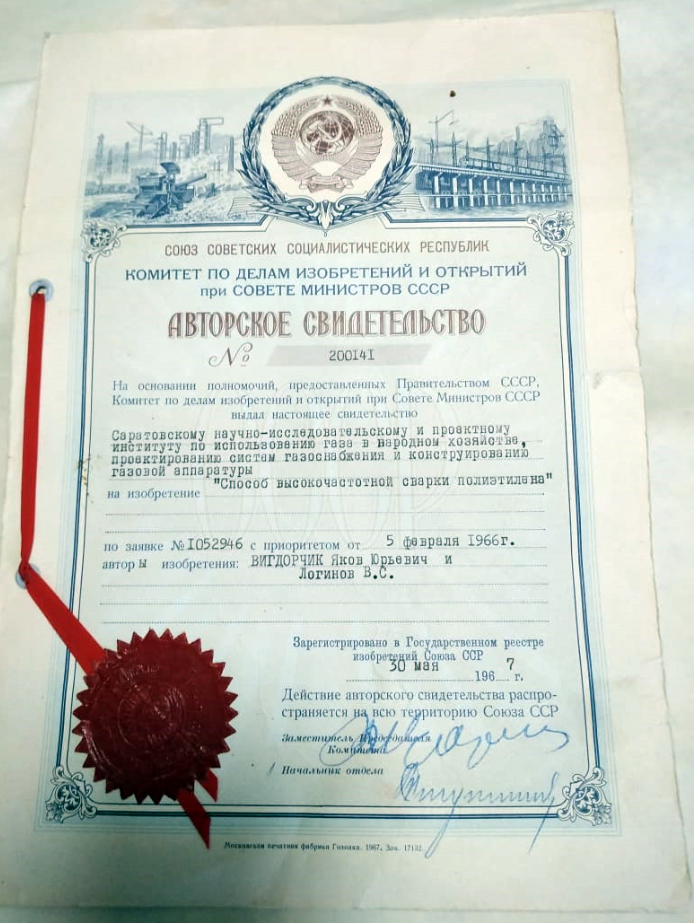 СОЮЗ СОВЕТСКИХ СОЦИАЛИСТИЧЕСКИХ РЕСПУБЛИК
КОМИТЕТ ПО ДЕЛАМ ИЗОБРЕТЕНИЙ И ОТКРЫТИЙ
при СОВЕТЕ МИНИСТРОВ СССР
АВТОРСКОЕ СВИДЕТЕЛЬСТВО
№ 200141
На основании полномочий, предоставленных Правительством СССР,
Комитет по делам изобретений и открытий при Совете Министров СССР
выдал настоящее свидетельство
Саратовскому научно-исследовательскому и проектному
институту по использованию газа в народном хозяйстве,
проектированию систем газоснабжения и конструированию
газовой аппаратуры
на изобретение "Способ высокочастотной сварки полиэтилена"
по заявке № 1052946 с приоритетом от 5 февраля 1966г.
авторы изобретения: ВИГДОРЧИК Яков Юрьевич и
Логинов В.С.
Зарегистрировано в Государственном реестре
изобретений Союза ССР
30 мая 1967 г.
Действие авторского свидетельства распро-
страняется на всю территорию Союза ССР
Заместитель Председателя
Комитета
Начальник отдела
Московская печатная фабрика Гознака. 1967. Зак. 17132.